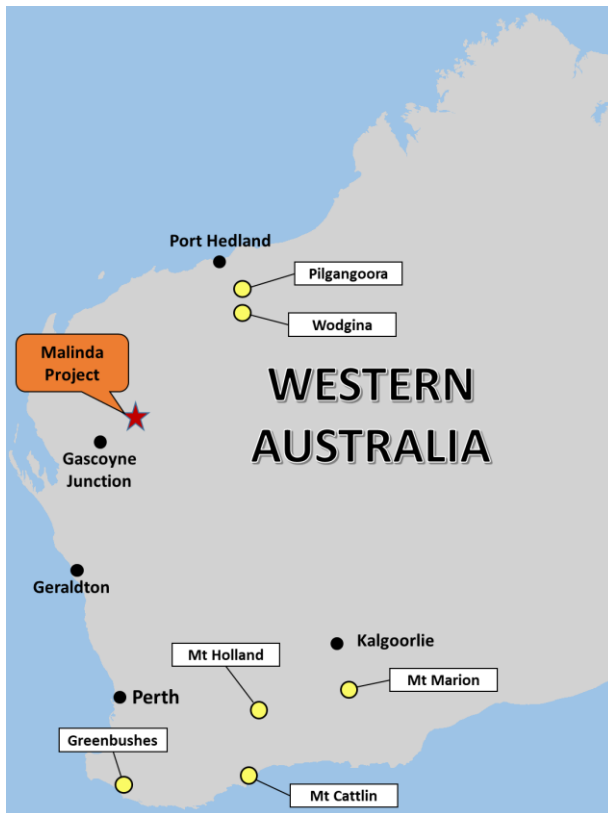 Port Hedland
Pilgangoora
Wodgina
Malinda
Project
WESTERN
AUSTRALIA
Gascoyne
Junction
Geraldton
Kalgoorlie
Mt Holland
Mt Marion
Perth
Greenbushes
Mt Cattlin